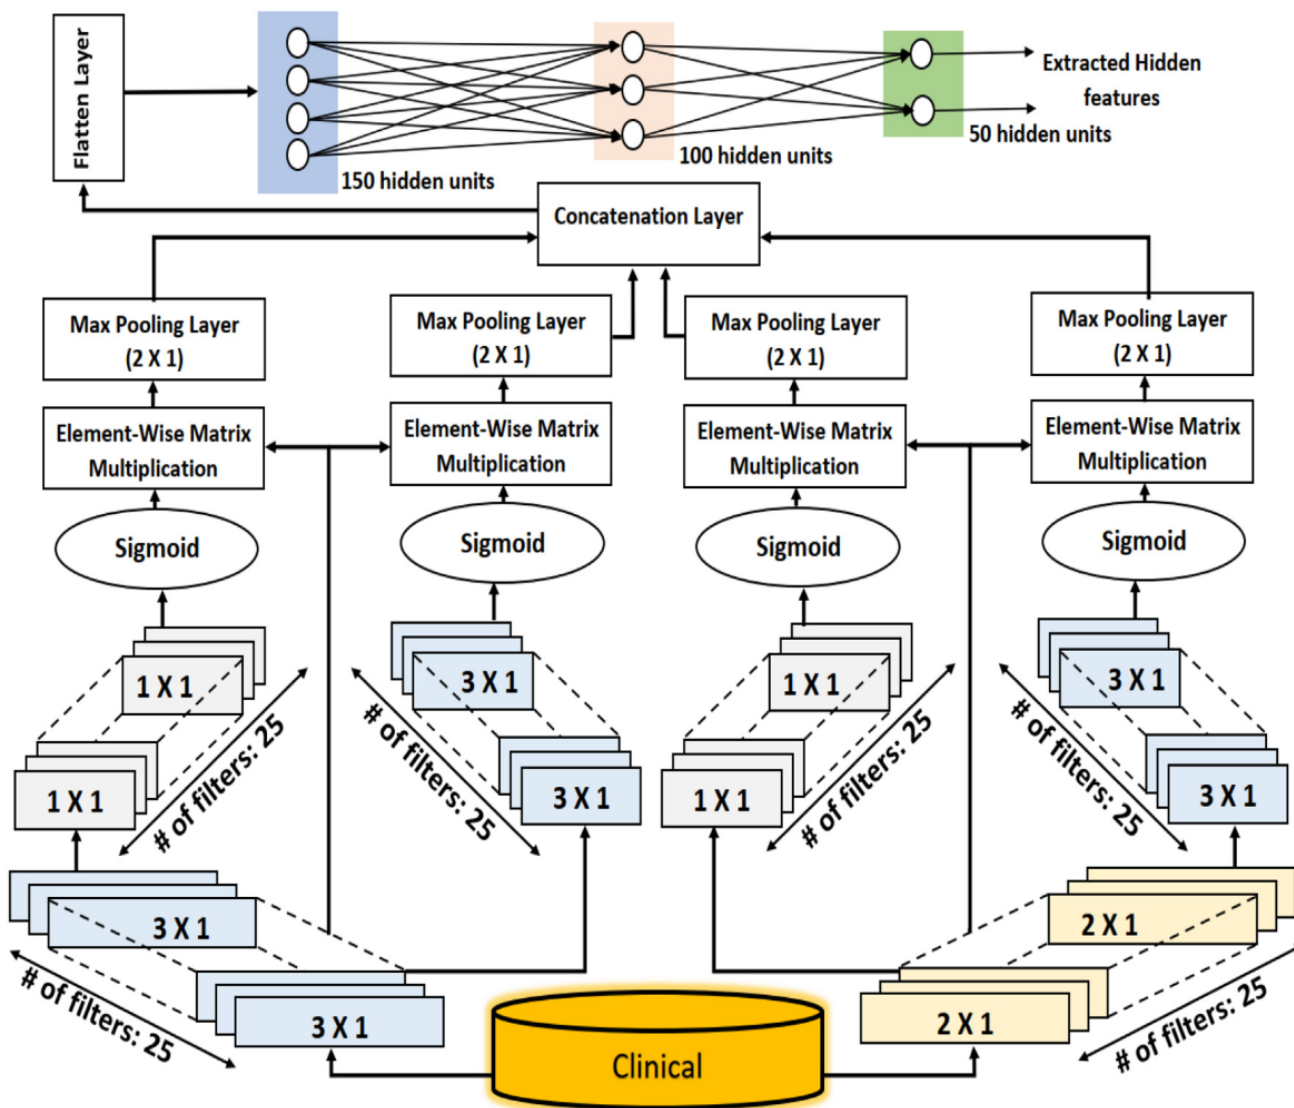 Flatten Layer
150 hidden units
100 hidden units
50 hidden units
Extracted Hidden
features
Concatenation Layer
Max Pooling Layer
(2 X 1)
Max Pooling Layer
(2 X 1)
Max Pooling Layer
(2 X 1)
Max Pooling Layer
(2 X 1)
Element-Wise Matrix
Multiplication
Element-Wise Matrix
Multiplication
Element-Wise Matrix
Multiplication
Element-Wise Matrix
Multiplication
Sigmoid
Sigmoid
Sigmoid
Sigmoid
1 X 1
3 X 1
1 X 1
3 X 1
# of filters: 25
# of filters: 25
# of filters: 25
# of filters: 25
1 X 1
3 X 1
1 X 1
3 X 1
3 X 1
2 X 1
# of filters: 25
# of filters: 25
3 X 1
2 X 1
Clinical